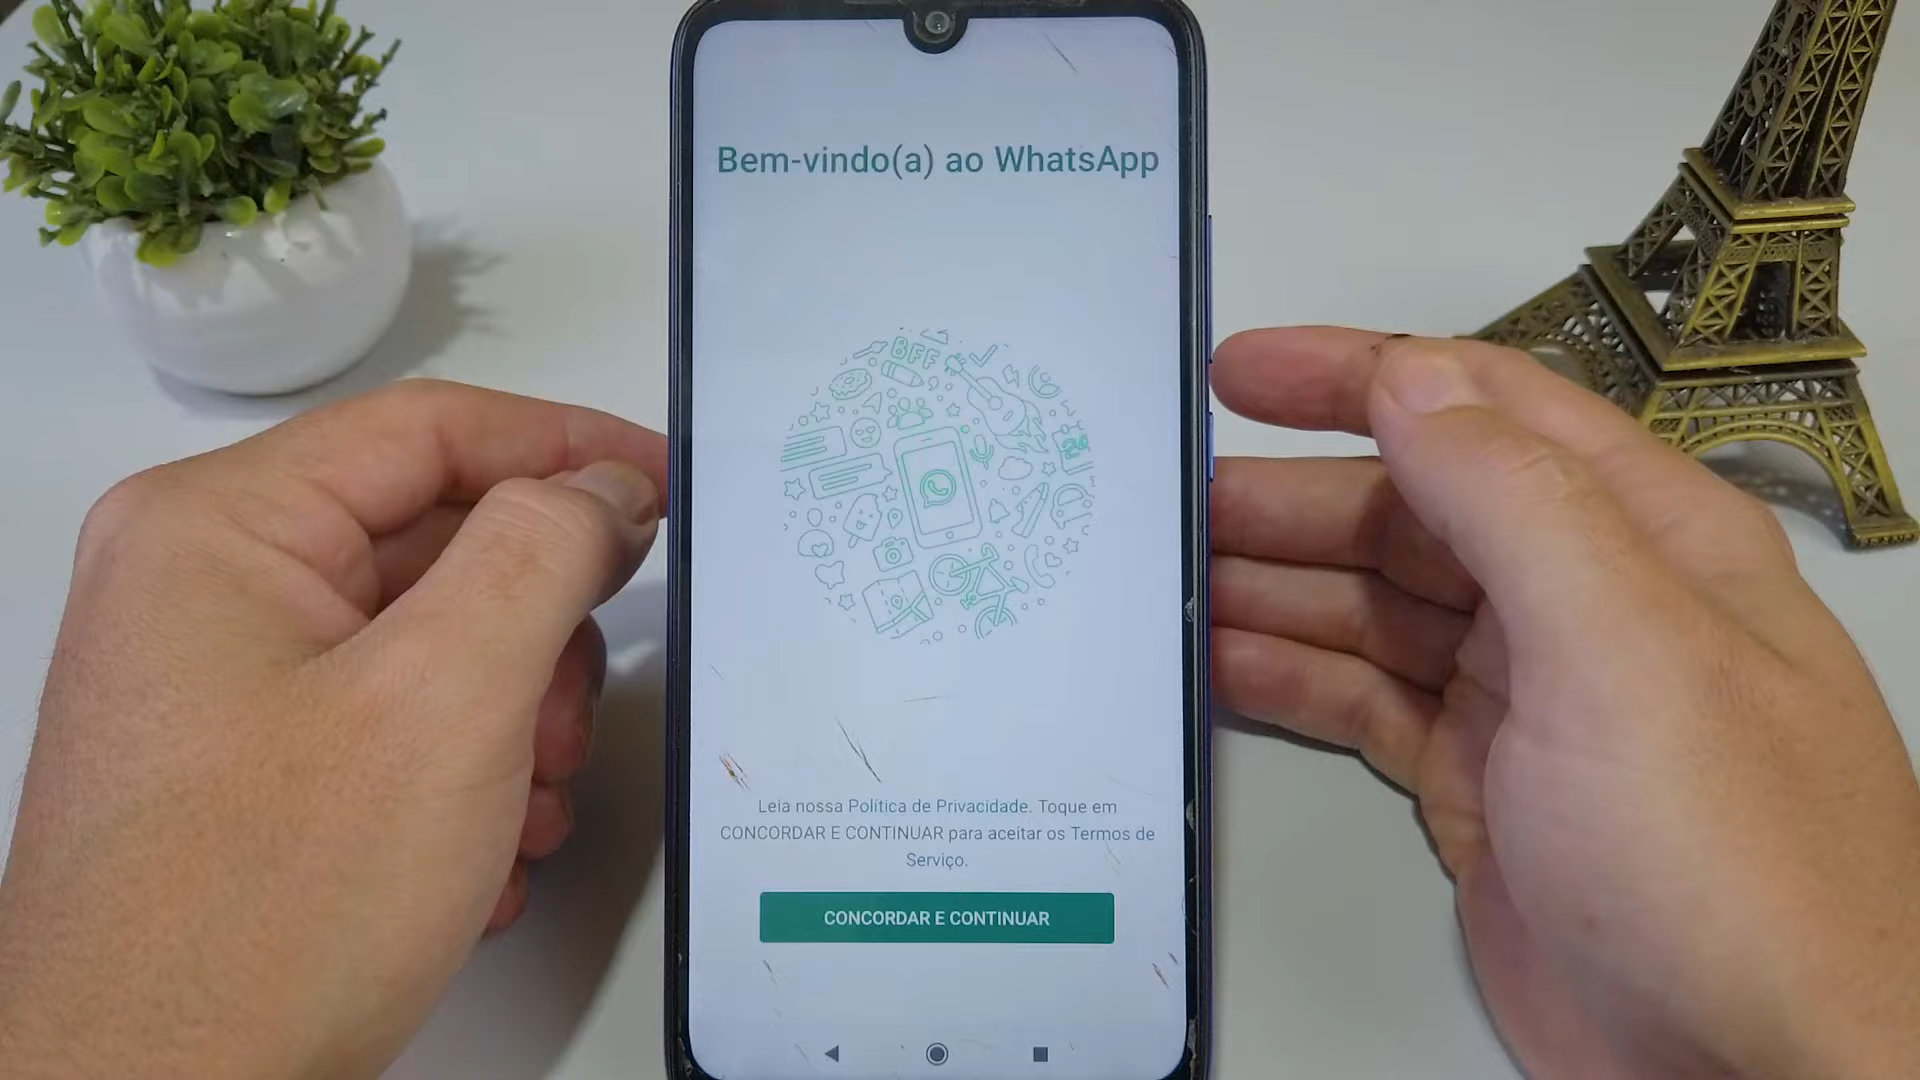 Bem-vindo(a) ao WhatsApp
BFF
Leia nossa Política de Privacidade. Toque em
CONCORDAR E CONTINUAR para aceitar os Termos de
Serviço.
CONCORDAR E CONTINUAR